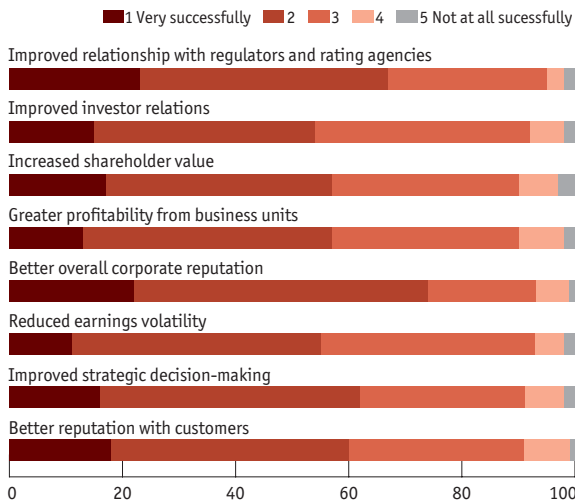 1 Very successfully 2 3 4 5 Not at all sucessfully
Improved relationship with regulators and rating agencies
Improved investor relations
Increased shareholder value
Greater profitability from business units
Better overall corporate reputation
Reduced earnings volatility
Improved strategic decision-making
Better reputation with customers
0 20 40 60 80 100